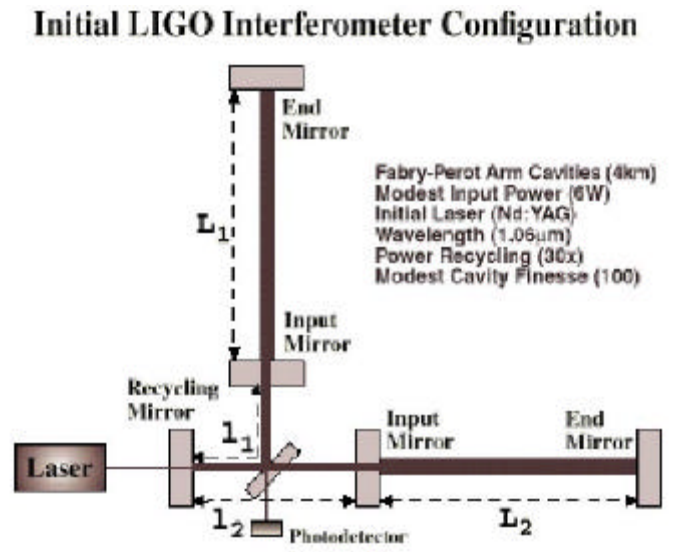 Initial LIGO Interferometer Configuration
End
Mirror
Fabry-Perot Arm Cavities (4km)
Modest Input Power (6W)
Initial Laser (Nd:YAG)
Wavelength (1.06μm)
Power Recycling (30x)
Modest Cavity Finesse (100)
L1
Input
Mirror
Recycling
Mirror
l1
Input
Mirror
End
Mirror
Laser
l2
Photodetector
L2